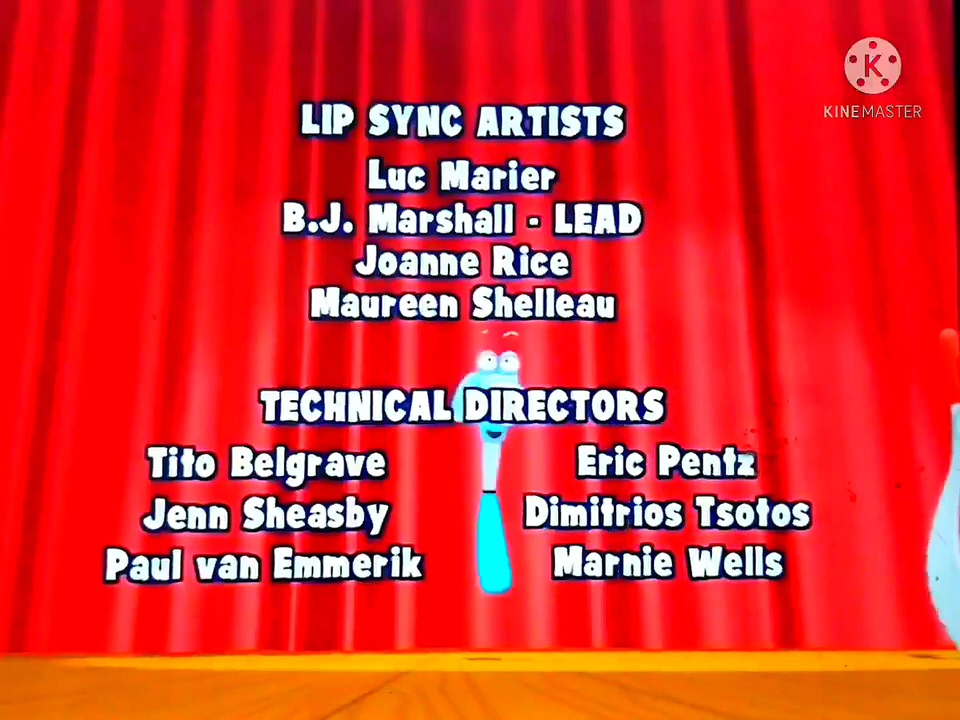 K
KINEMASTER
LIP SYNC ARTISTS
Luc Marier
B.J. Marshall - LEAD
Joanne Rice
Maureen Shelleau
TECHNICAL DIRECTORS
Tito Belgrave Eric Pentz
Jenn Sheasby Dimitrios Tsotos
Paul van Emmerik Marnie Wells